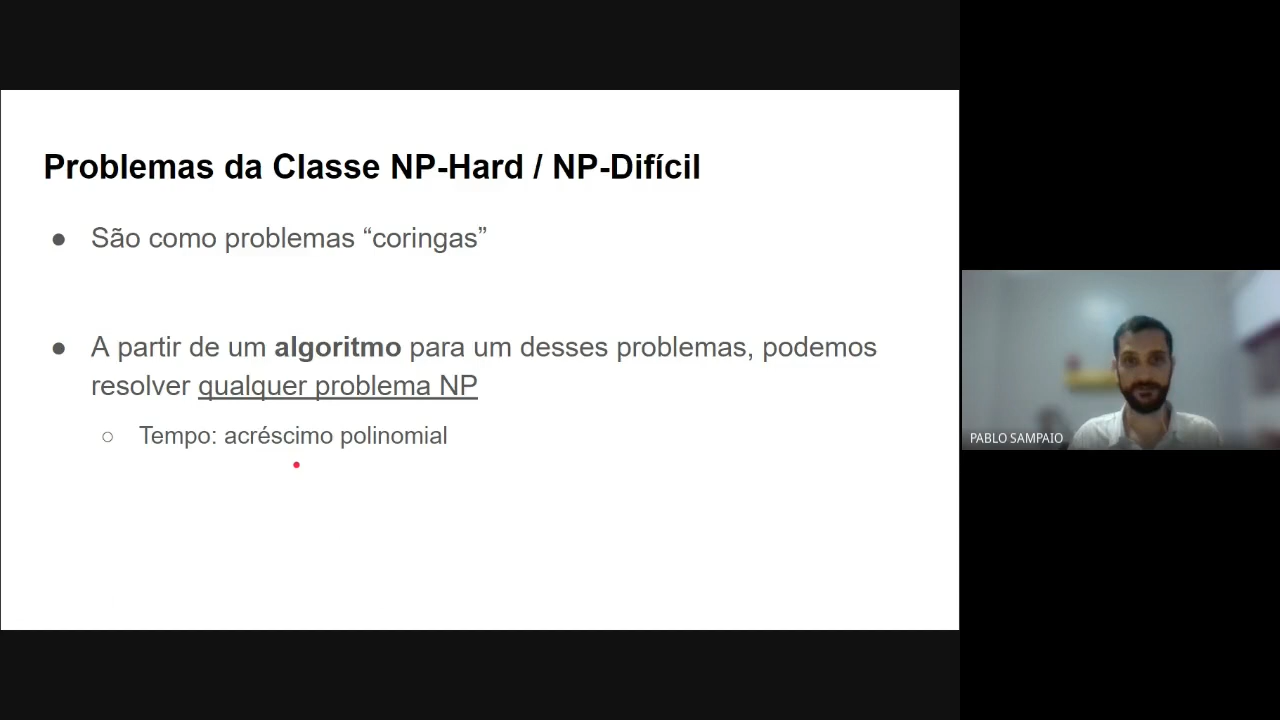 Problemas da Classe NP-Hard / NP-Difícil
● São como problemas “coringas”
● A partir de um algoritmo para um desses problemas, podemos
resolver qualquer problema NP
○ Tempo: acréscimo polinomial
PABLO SAMPAIO